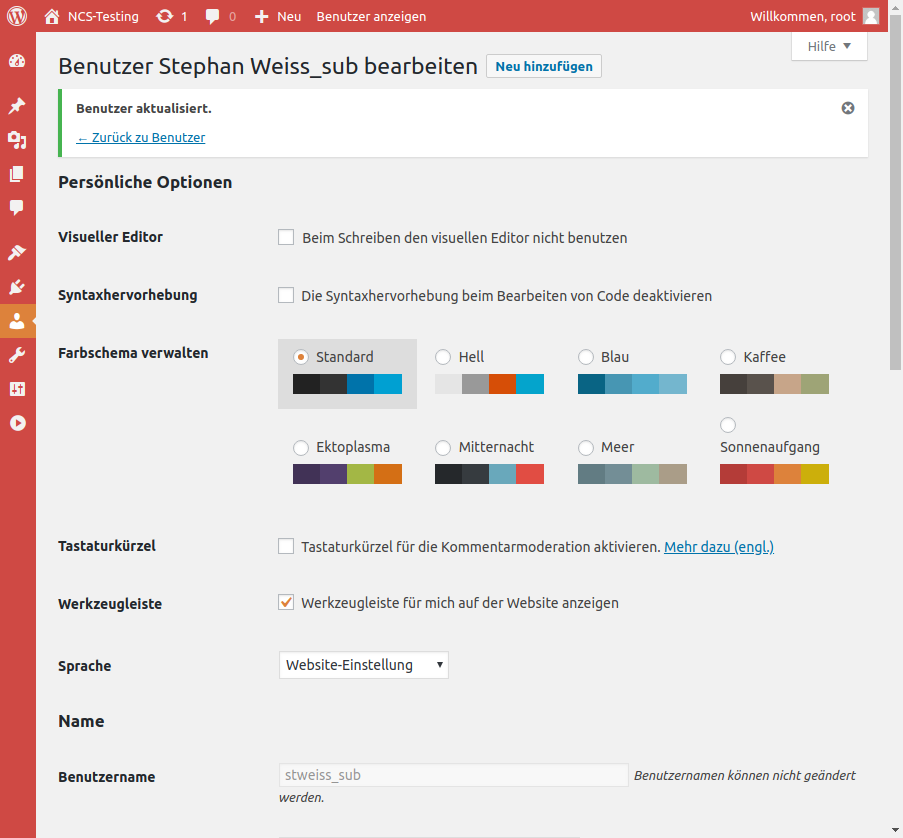 NCS-Testing 1 0 Neu Benutzer anzeigen Willkommen, root
Hilfe
Benutzer Stephan Weiss_sub bearbeiten Neu hinzufügen
Benutzer aktualisiert.
← Zurück zu Benutzer
Persönliche Optionen
Visueller Editor Beim Schreiben den visuellen Editor nicht benutzen
Syntaxhervorhebung Die Syntaxhervorhebung beim Bearbeiten von Code deaktivieren
Farbschema verwalten Standard Hell Blau Kaffee
Ektoplasma Mitternacht Meer Sonnenaufgang
Tastaturkürzel Tastaturkürzel für die Kommentarmoderation aktivieren. Mehr dazu (engl.)
Werkzeugleiste Werkzeugleiste für mich auf der Website anzeigen
Sprache Website-Einstellung
Name
Benutzername stweiss_sub Benutzernamen können nicht geändert
werden.